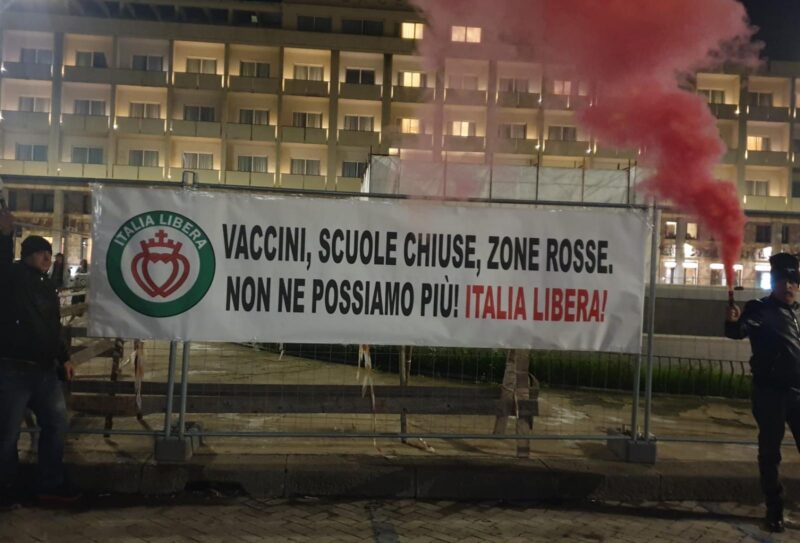 ITALIA LIBERA
VACCINI, SCUOLE CHIUSE, ZONE ROSSE.
NON NE POSSIAMO PIÙ! ITALIA LIBERA!